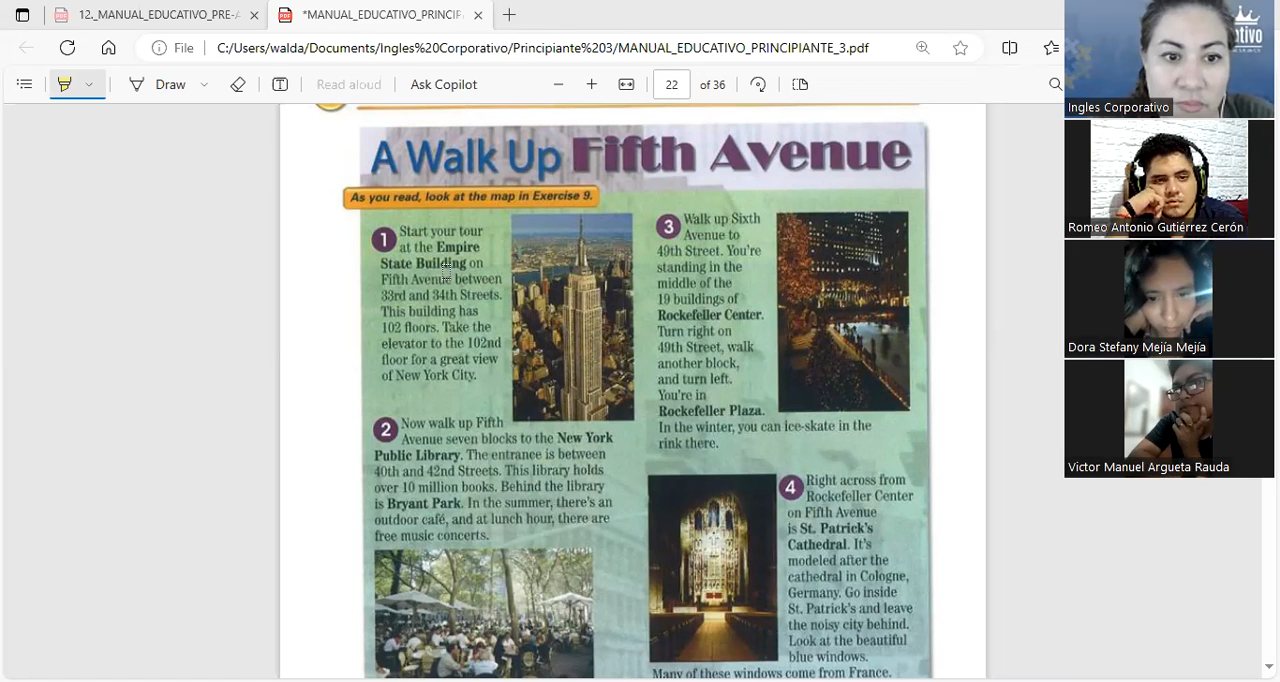 12._MANUAL_EDUCATIVO_PRE-A
*MANUAL_EDUCATIVO_PRINCIP
File
C:/Users/walda/Documents/Ingles%20Corporativo/Principiante%203/MANUAL_EDUCATIVO_PRINCIPIANTE_3.pdf
Draw
Read aloud
Ask Copilot
22
of 36
A Walk Up Fifth Avenue
As you read, look at the map in Exercise 9.
1 Start your tour
at the Empire
State Building on
Fifth Avenue between
33rd and 34th Streets.
This building has
102 floors. Take the
elevator to the 102nd
floor for a great view
of New York City.
2 Now walk up Fifth
Avenue seven blocks to the New York
Public Library. The entrance is between
40th and 42nd Streets. This library holds
over 10 million books. Behind the library
is Bryant Park. In the summer, there's an
outdoor café, and at lunch hour, there are
free music concerts.
3 Walk up Sixth
Avenue to
49th Street. You're
standing in the
middle of the
19 buildings of
Rockefeller Center.
Turn right on
49th Street, walk
another block,
and turn left.
You're in
Rockefeller Plaza.
In the winter, you can ice-skate in the
rink there.
4 Right across from
Rockefeller Center
on Fifth Avenue
is St. Patrick's
Cathedral. It's
modeled after the
cathedral in Cologne,
Germany. Go inside
St. Patrick's and leave
the noisy city behind.
Look at the beautiful
blue windows.
Many of these windows come from France.
Ingles Corporativo
Romeo Antonio Gutiérrez Cerón
Dora Stefany Mejía Mejía
Victor Manuel Argueta Rauda